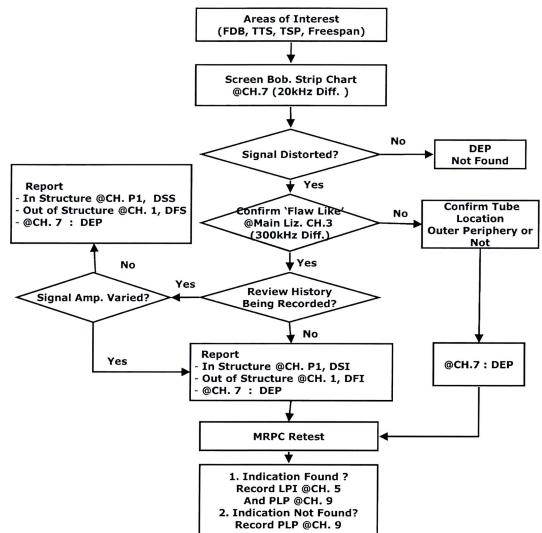 Areas of Interest
(FDB, TTS, TSP, Freespan)
Screen Bob. Strip Chart
@CH.7 (20kHz Diff. )
Signal Distorted?
No
DEP
Not Found
Yes
Report
- In Structure @CH. P1, DSS
- Out of Structure @CH. 1, DFS
- @CH. 7 : DEP
Confirm 'Flaw Like'
@Main Liz. CH.3
(300kHz Diff.)
No
Confirm Tube
Location
Outer Periphery or
Not
No
Yes
Signal Amp. Varied?
Yes
Review History
Being Recorded?
Yes
No
Report
- In Structure @CH. P1, DSI
- Out of Structure @CH. 1, DFI
- @CH. 7 : DEP
@CH.7 : DEP
MRPC Retest
1. Indication Found ?
Record LPI @CH. 5
And PLP @CH. 9
2. Indication Not Found?
Record PLP @CH. 9